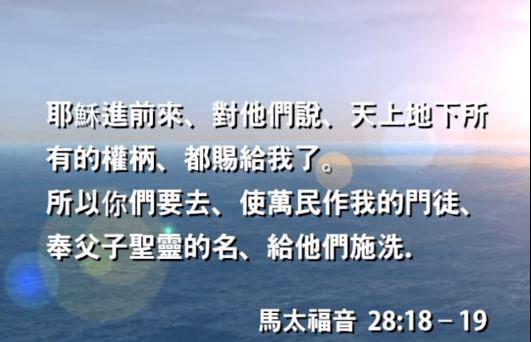 耶穌進前來、對他們說、天上地下所
有的權柄、都賜給我了。
所以你們要去、使萬民作我的門徒、
奉父子聖靈的名、給他們施洗.
馬太福音 28:18－19